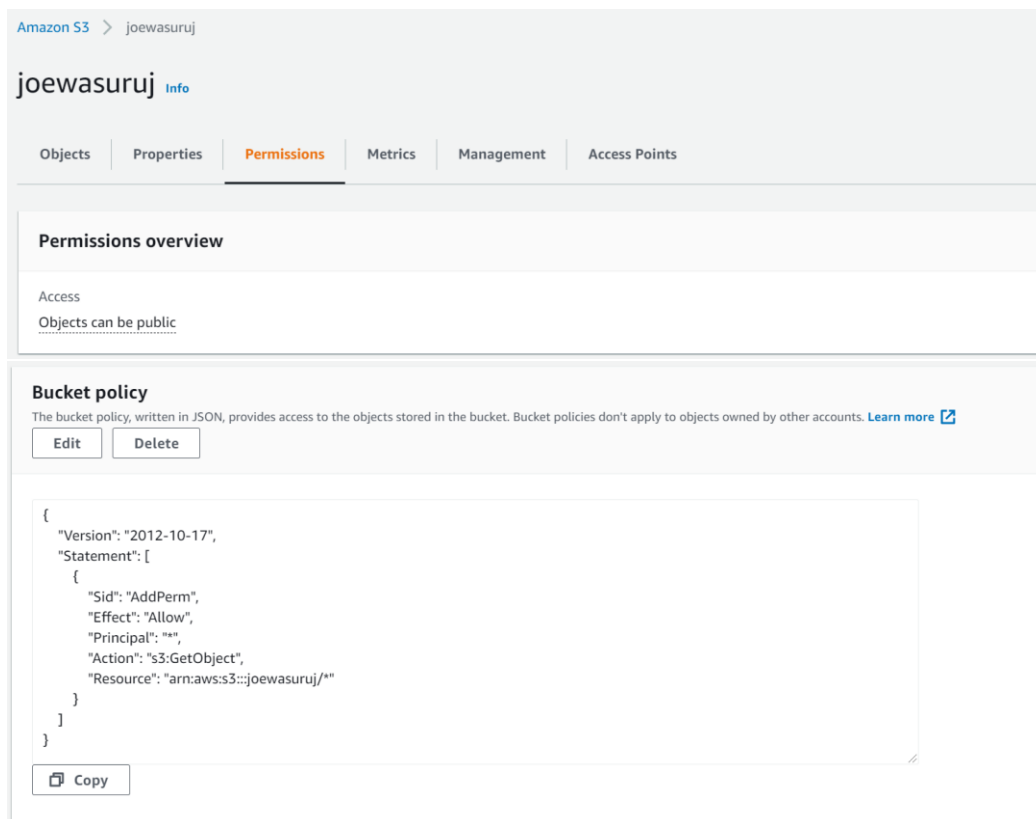 Amazon S3 > joewasuruj
joewasuruj Info
Objects Properties Permissions Metrics Management Access Points
Permissions overview
Access
Objects can be public
Bucket policy
The bucket policy, written in JSON, provides access to the objects stored in the bucket. Bucket policies don't apply to objects owned by other accounts. Learn more
Edit Delete
{
"Version": "2012-10-17",
"Statement": [
{
"Sid": "AddPerm",
"Effect": "Allow",
"Principal": "*",
"Action": "s3:GetObject",
"Resource": "arn:aws:s3:::joewasuruj/*"
}
]
}
Copy